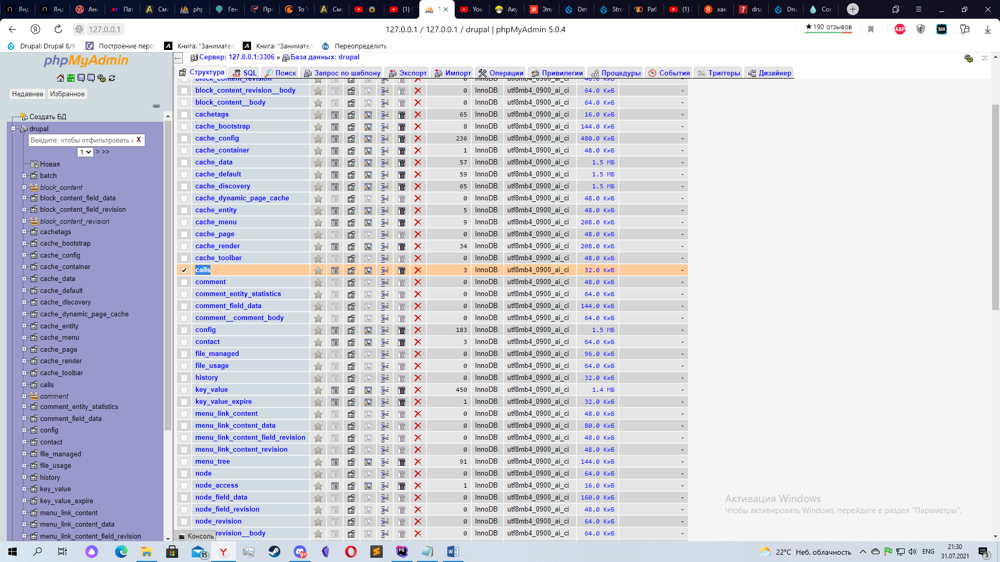 Янд
Янд
Ани
Пат
Смо
php
Ген
Пре
To Y
Смо
(1)
1
You
Аку
Эпи
Det
Stru
Раб
(1)
как
dru
Dru
Cor
127.0.0.1
127.0.0.1 / 127.0.0.1 / drupal | phpMyAdmin 5.0.4
★ 190 отзывов
Drupal: Drupal 8/9
Построение перс
Книга: "Занимател
Книга: "Занимател
Переопределить з
phpMyAdmin
Недавнее Избранное
Создать БД
drupal
Введите, чтобы отфильтровать X
1 > >>
Новая
batch
block_content
block_content_field_data
block_content_field_revision
block_content_revision
cachetags
cache_bootstrap
cache_config
cache_container
cache_data
cache_default
cache_discovery
cache_dynamic_page_cache
cache_entity
cache_menu
cache_page
cache_render
cache_toolbar
calls
comment
comment_entity_statistics
comment_field_data
config
contact
file_managed
file_usage
history
key_value
key_value_expire
menu_link_content
menu_link_content_data
menu_link_content_field_revision
Сервер: 127.0.0.1:3306 » База данных: drupal
Структура SQL Поиск Запрос по шаблону Экспорт Импорт Операции Привилегии Процедуры События Триггеры Дизайнер
block_content_revision 0 InnoDB utf8mb4_0900_ai_ci 48.0 КиБ -
block_content_revision__body 0 InnoDB utf8mb4_0900_ai_ci 64.0 КиБ -
block_content__body 0 InnoDB utf8mb4_0900_ai_ci 64.0 КиБ -
cachetags 65 InnoDB utf8mb4_0900_ai_ci 16.0 КиБ -
cache_bootstrap 8 InnoDB utf8mb4_0900_ai_ci 144.0 КиБ -
cache_config 236 InnoDB utf8mb4_0900_ai_ci 480.0 КиБ -
cache_container 1 InnoDB utf8mb4_0900_ai_ci 48.0 КиБ -
cache_data 57 InnoDB utf8mb4_0900_ai_ci 1.5 МБ -
cache_default 59 InnoDB utf8mb4_0900_ai_ci 1.5 МБ -
cache_discovery 65 InnoDB utf8mb4_0900_ai_ci 1.5 МБ -
cache_dynamic_page_cache 0 InnoDB utf8mb4_0900_ai_ci 48.0 КиБ -
cache_entity 5 InnoDB utf8mb4_0900_ai_ci 48.0 КиБ -
cache_menu 9 InnoDB utf8mb4_0900_ai_ci 208.0 КиБ -
cache_page 0 InnoDB utf8mb4_0900_ai_ci 48.0 КиБ -
cache_render 34 InnoDB utf8mb4_0900_ai_ci 208.0 КиБ -
cache_toolbar 0 InnoDB utf8mb4_0900_ai_ci 48.0 КиБ -
calls 3 InnoDB utf8mb4_0900_ai_ci 32.0 КиБ -
comment 0 InnoDB utf8mb4_0900_ai_ci 48.0 КиБ -
comment_entity_statistics 0 InnoDB utf8mb4_0900_ai_ci 64.0 КиБ -
comment_field_data 0 InnoDB utf8mb4_0900_ai_ci 144.0 КиБ -
comment__comment_body 0 InnoDB utf8mb4_0900_ai_ci 64.0 КиБ -
config 183 InnoDB utf8mb4_0900_ai_ci 1.5 МБ -
contact 3 InnoDB utf8mb4_0900_ai_ci 64.0 КиБ -
file_managed 0 InnoDB utf8mb4_0900_ai_ci 96.0 КиБ -
file_usage 0 InnoDB utf8mb4_0900_ai_ci 64.0 КиБ -
history 0 InnoDB utf8mb4_0900_ai_ci 32.0 КиБ -
key_value 450 InnoDB utf8mb4_0900_ai_ci 1.4 МБ -
key_value_expire 1 InnoDB utf8mb4_0900_ai_ci 32.0 КиБ -
menu_link_content 0 InnoDB utf8mb4_0900_ai_ci 48.0 КиБ -
menu_link_content_data 0 InnoDB utf8mb4_0900_ai_ci 80.0 КиБ -
menu_link_content_field_revision 0 InnoDB utf8mb4_0900_ai_ci 48.0 КиБ -
menu_link_content_revision 0 InnoDB utf8mb4_0900_ai_ci 48.0 КиБ -
menu_tree 91 InnoDB utf8mb4_0900_ai_ci 144.0 КиБ -
node 0 InnoDB utf8mb4_0900_ai_ci 64.0 КиБ -
node_access 1 InnoDB utf8mb4_0900_ai_ci 16.0 КиБ -
node_field_data 0 InnoDB utf8mb4_0900_ai_ci 160.0 КиБ -
node_field_revision 0 InnoDB utf8mb4_0900_ai_ci 48.0 КиБ -
node_revision 0 InnoDB utf8mb4_0900_ai_ci 64.0 КиБ -
revision__body 0 InnoDB utf8mb4_0900_ai_ci 64.0 КиБ -
Консоль
Активация Windows
Чтобы активировать Windows, перейдите в раздел "Параметры".
15
9+
22°C Неб. облачность
ENG
21:30
31.07.2021
3